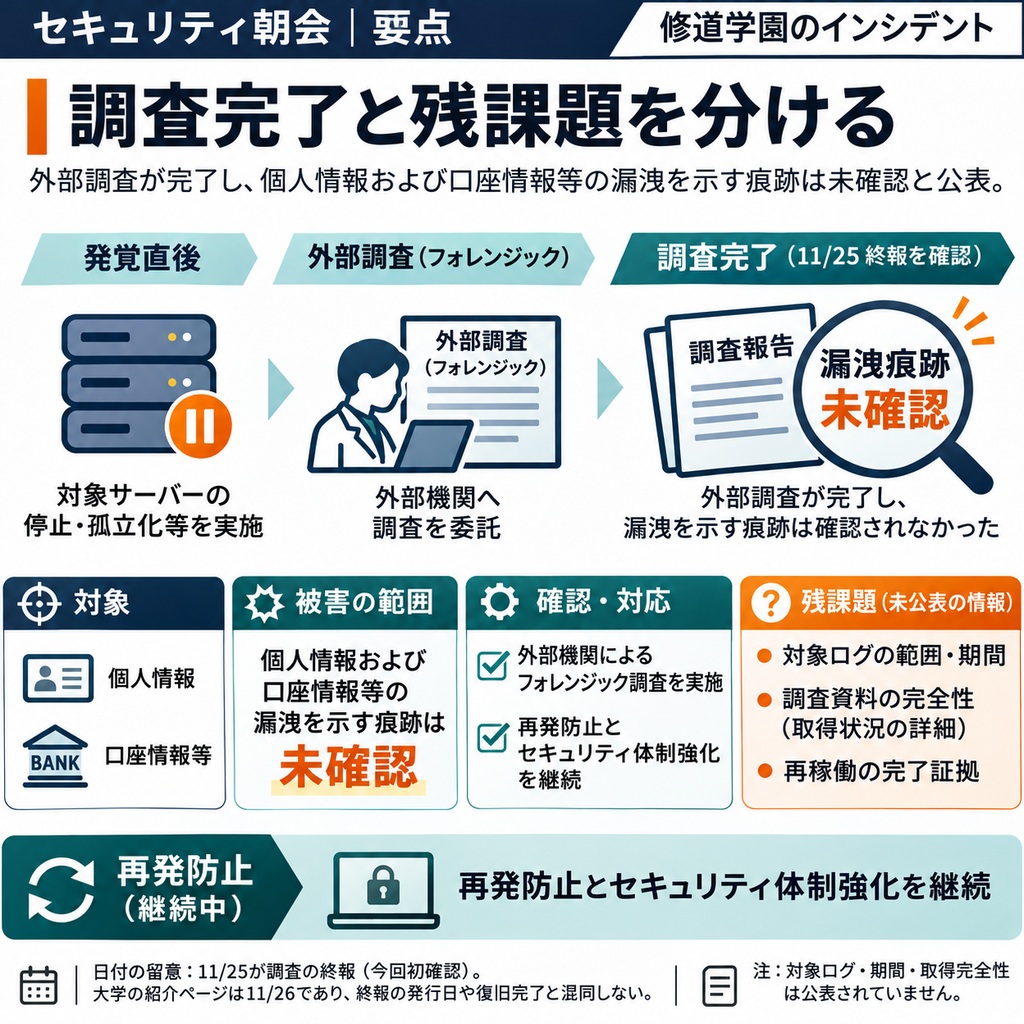 セキュリティ朝会｜要点
修道学園のインシデント
調査完了と残課題を分ける
外部調査が完了し、個人情報および口座情報等の漏洩を示す痕跡は未確認と公表。
発覚直後
外部調査（フォレンジック）
調査完了（11/25 終報を確認）
外部調査
（フォレンジック）
調査報告
漏洩痕跡
未確認
対象サーバーの
停止・孤立化等を実施
外部機関へ
調査を委託
外部調査が完了し、
漏洩を示す痕跡は確認されなかった
対象
個人情報
BANK
口座情報等
被害の範囲
個人情報および
口座情報等の
漏洩を示す痕跡は
未確認
確認・対応
外部機関による
フォレンジック調査を実施
再発防止と
セキュリティ体制強化
を継続
?
残課題（未公表の情報）
対象ログの範囲・期間
調査資料の完全性
（取得状況の詳細）
再稼働の完了証拠
再発防止
（継続中）
再発防止とセキュリティ体制強化を継続
日付の留意：11/25が調査の終報（今回初確認）。
大学の紹介ページは11/26であり、終報の発行日や復旧完了と混同しない。
注：対象ログ・期間・取得完全性
は公表されていません。